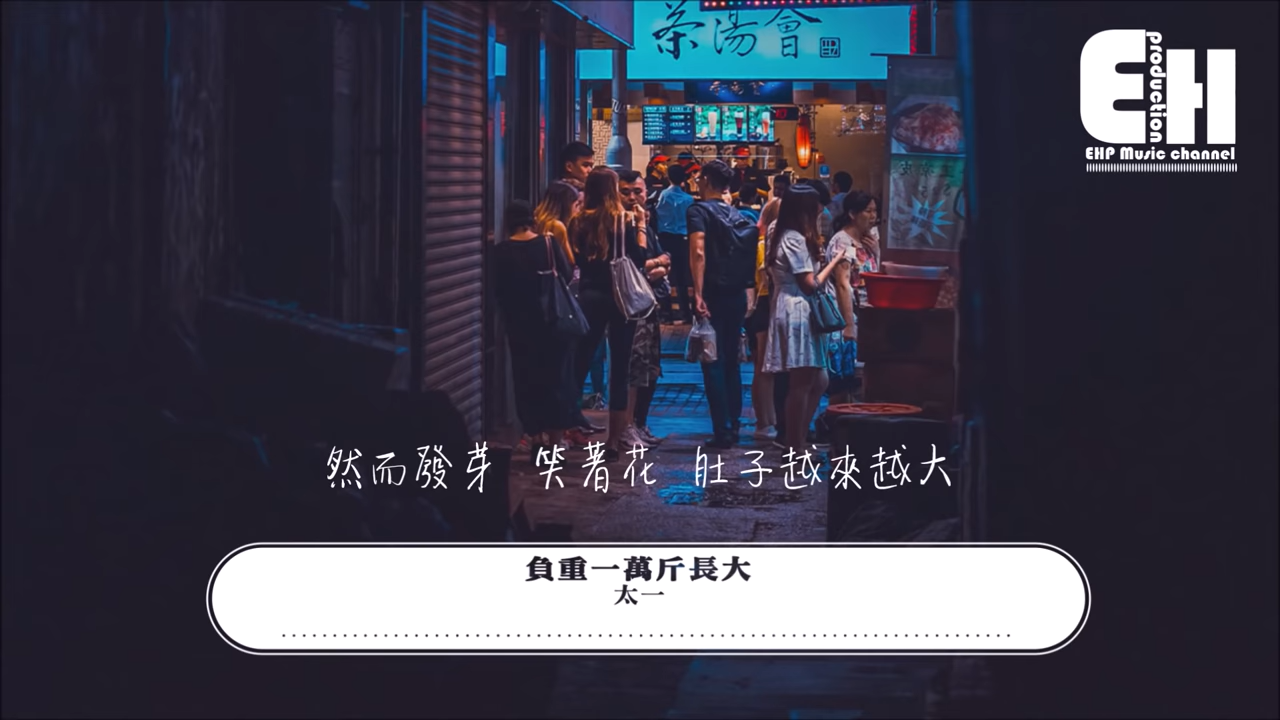 茶湯會
production
EH
EHP Music channel
然而發芽 笑著花 肚子越來越大
負重一萬斤長大
太一